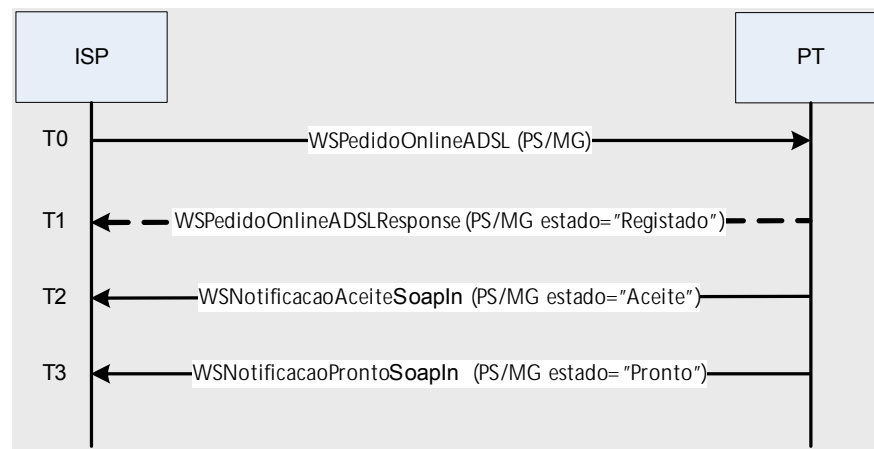 ISP
PT
T0
WSPedidoOnlineADSL (PS/MG)
T1
WSPedidoOnlineADSLResponse (PS/MG estado="Registado")
T2
WSNotificacaoAceiteSoapIn (PS/MG estado="Aceite")
T3
WSNotificacaoProntoSoapIn (PS/MG estado="Pronto")